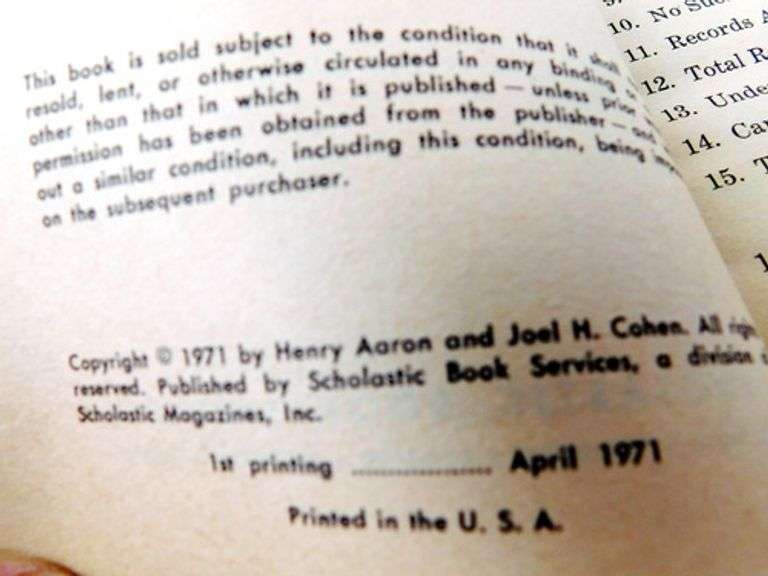 This book is sold subject to the condition that it shall
resold, lent, or otherwise circulated in any binding
other than that in which it is published — unless prior
permission has been obtained from the publisher —
out a similar condition, including this condition, being
on the subsequent purchaser.
Copyright © 1971 by Henry Aaron and Joel H. Cohen. All
reserved. Published by Scholastic Book Services, a division
Scholastic Magazines, Inc.
1st printing .................... April 1971
Printed in the U. S. A.
10. No
11. Records
12. Total
13.
14.
15.